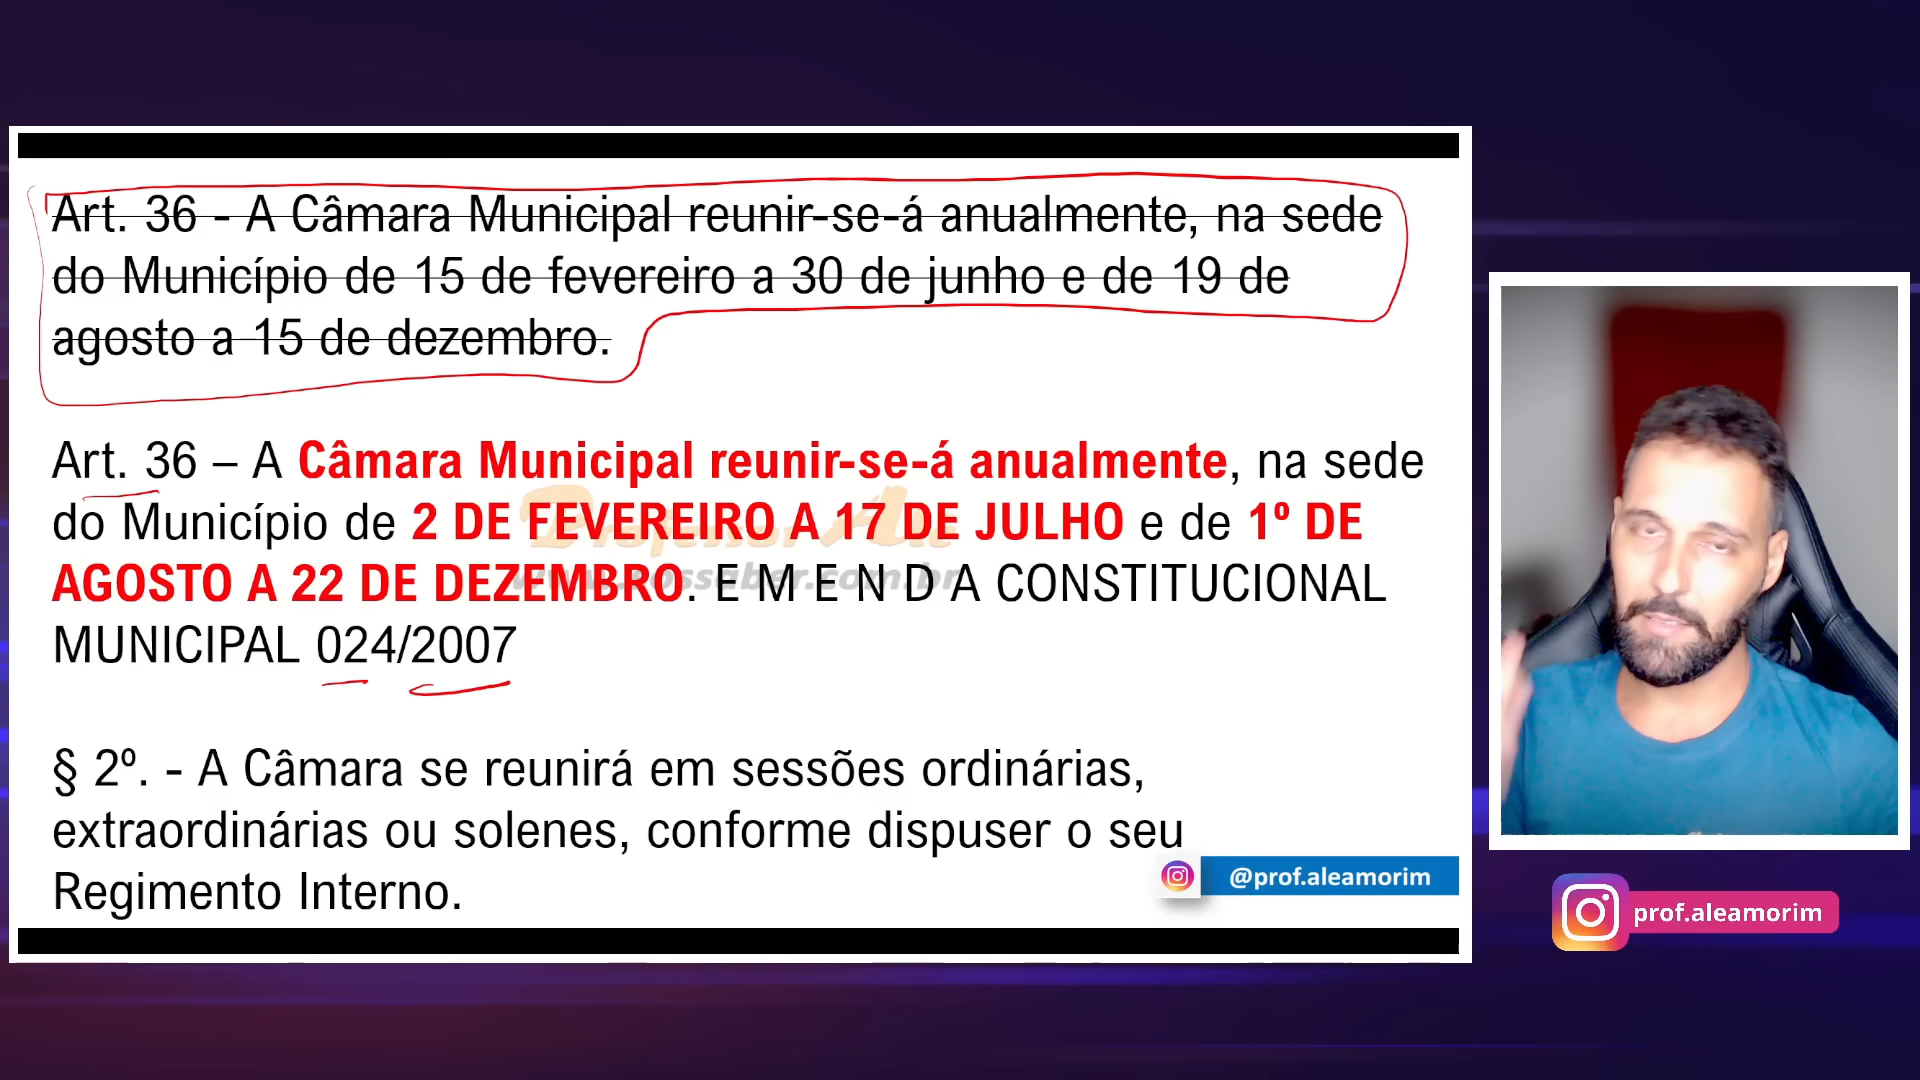 Art. 36 - A Câmara Municipal reunir-se-á anualmente, na sede
do Município de 15 de fevereiro a 30 de junho e de 19 de
agosto a 15 de dezembro.
Art. 36 – A Câmara Municipal reunir-se-á anualmente, na sede
do Município de 2 DE FEVEREIRO A 17 DE JULHO e de 1º DE
AGOSTO A 22 DE DEZEMBRO. E M E N D A CONSTITUCIONAL
MUNICIPAL 024/2007
§ 2º. - A Câmara se reunirá em sessões ordinárias,
extraordinárias ou solenes, conforme dispuser o seu
Regimento Interno.
@prof.aleamorim
prof.aleamorim